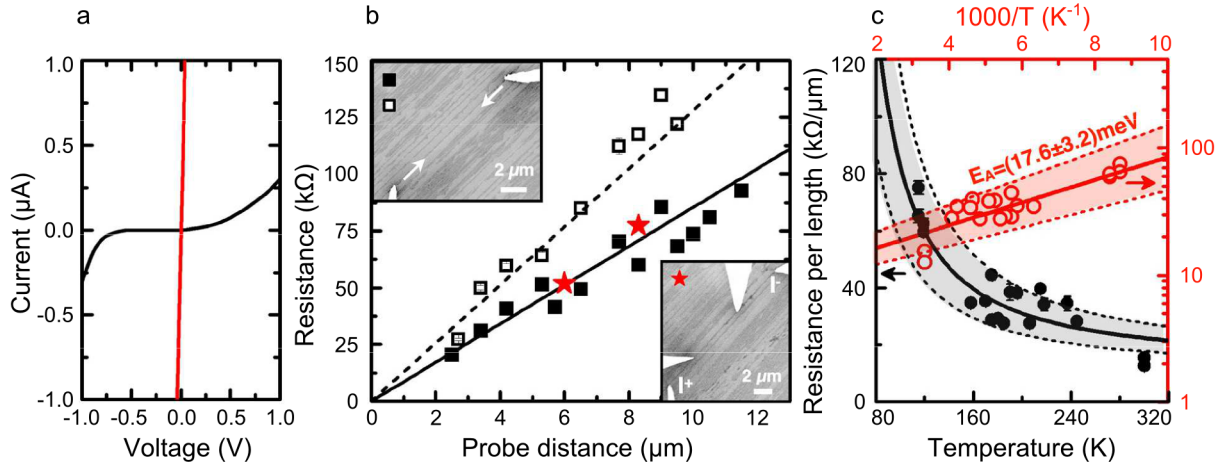 a
1.0
0.5
0.0
-0.5
-1.0
Current (µA)
-1.0 -0.5 0.0 0.5 1.0
Voltage (V)
b
150
125
100
75
50
25
0
Resistance (kΩ)
2 µm
I-
I+
2 µm
0 2 4 6 8 10 12
Probe distance (µm)
c
1000/T (K-1)
2 4 6 8 10
120
80
60
40
0
Resistance per length (kΩ/µm)
EA=(17.6±3.2)meV
100
10
1
80 160 240 320
Temperature (K)